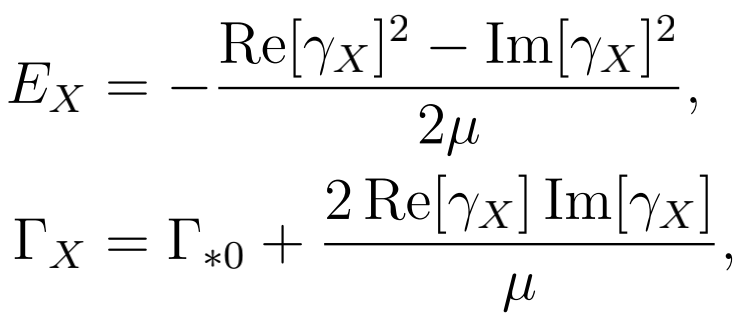 E_X = -\frac{\mathrm{Re}[\gamma_X]^2 - \mathrm{Im}[\gamma_X]^2}{2\mu},
\Gamma_X = \Gamma_{*0} + \frac{2\,\mathrm{Re}[\gamma_X]\,\mathrm{Im}[\gamma_X]}{\mu},